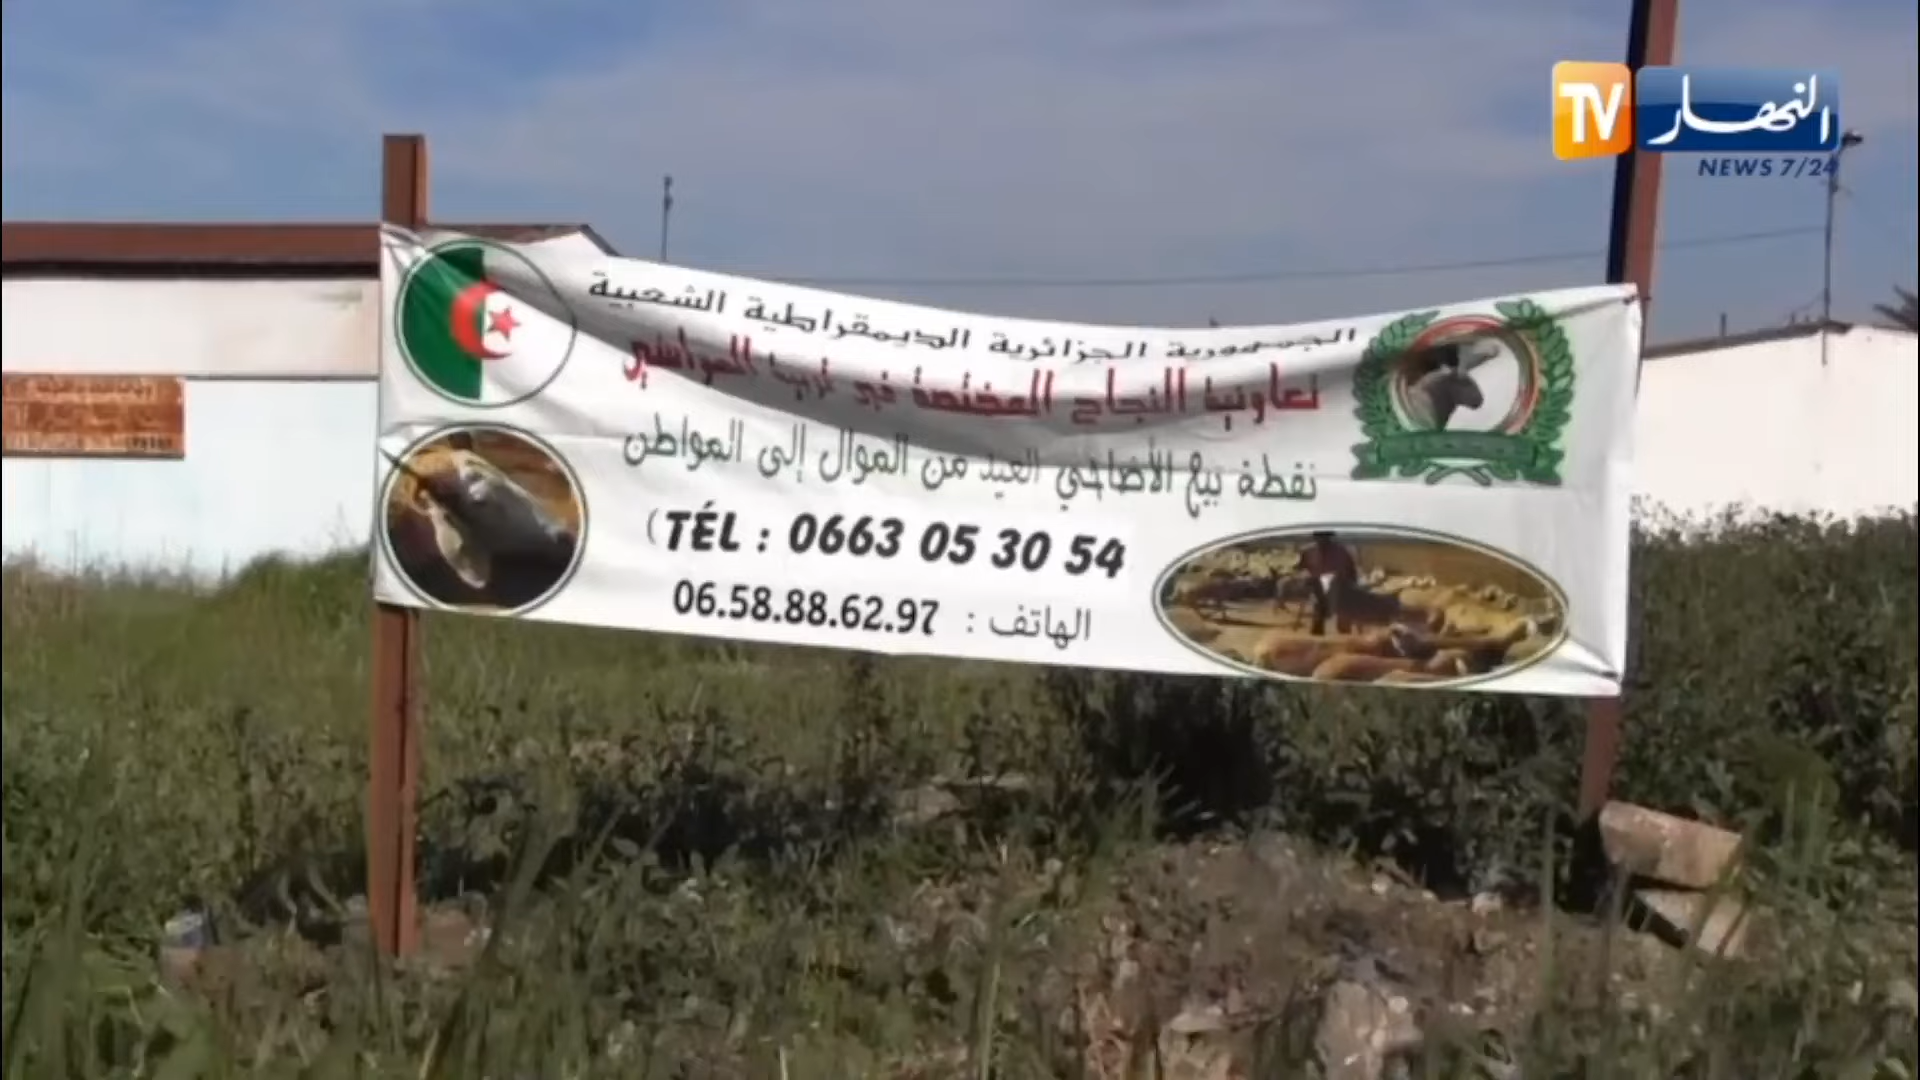 TV النهار
NEWS 7/24
الجمهورية الجزائرية الديمقراطية الشعبية
تعاونية النجاح المختصة في تربية المواشي
نقطة بيع الأضاحي العيد من الموال إلى المواطن
(TÉL : 0663 05 30 54
06.58.88.62.97 الهاتف :